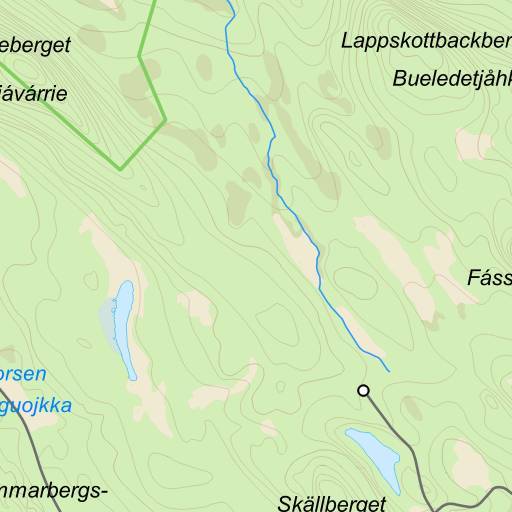 eberget
Lappskottbackber
Bueledetjåhk
jávárrie
Fáss
orsen
guojkka
mmarbergs-
Skällberget